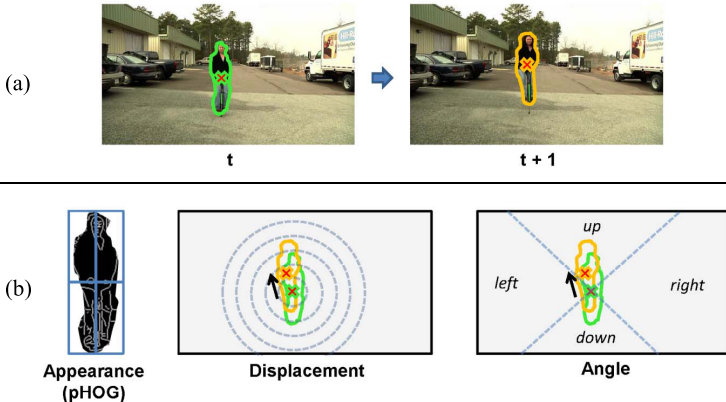 (a)
t
t + 1
(b)
up
left
right
down
Appearance
(pHOG)
Displacement
Angle